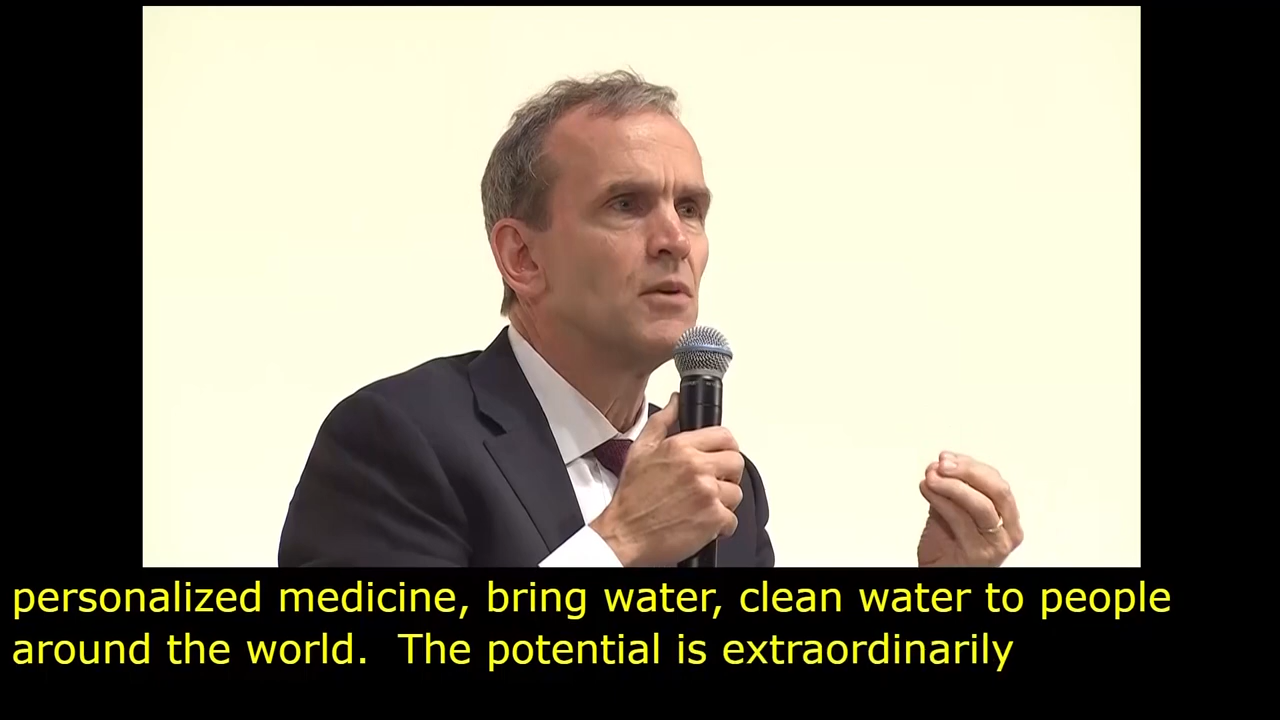 personalized medicine, bring water, clean water to people
around the world.  The potential is extraordinarily